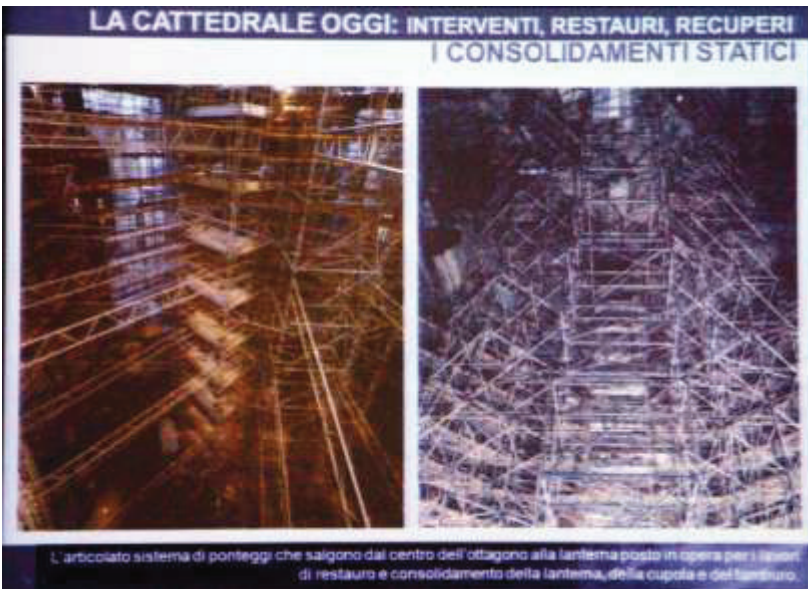 LA CATTEDRALE OGGI: INTERVENTI, RESTAURI, RECUPERI
I CONSOLIDAMENTI STATICI
L'articolato sistema di ponteggi che salgono dal centro dell'ottagono alla lanterna posto in opera per i lavori
di restauro e consolidamento della lanterna, della cupola e del tamburo.